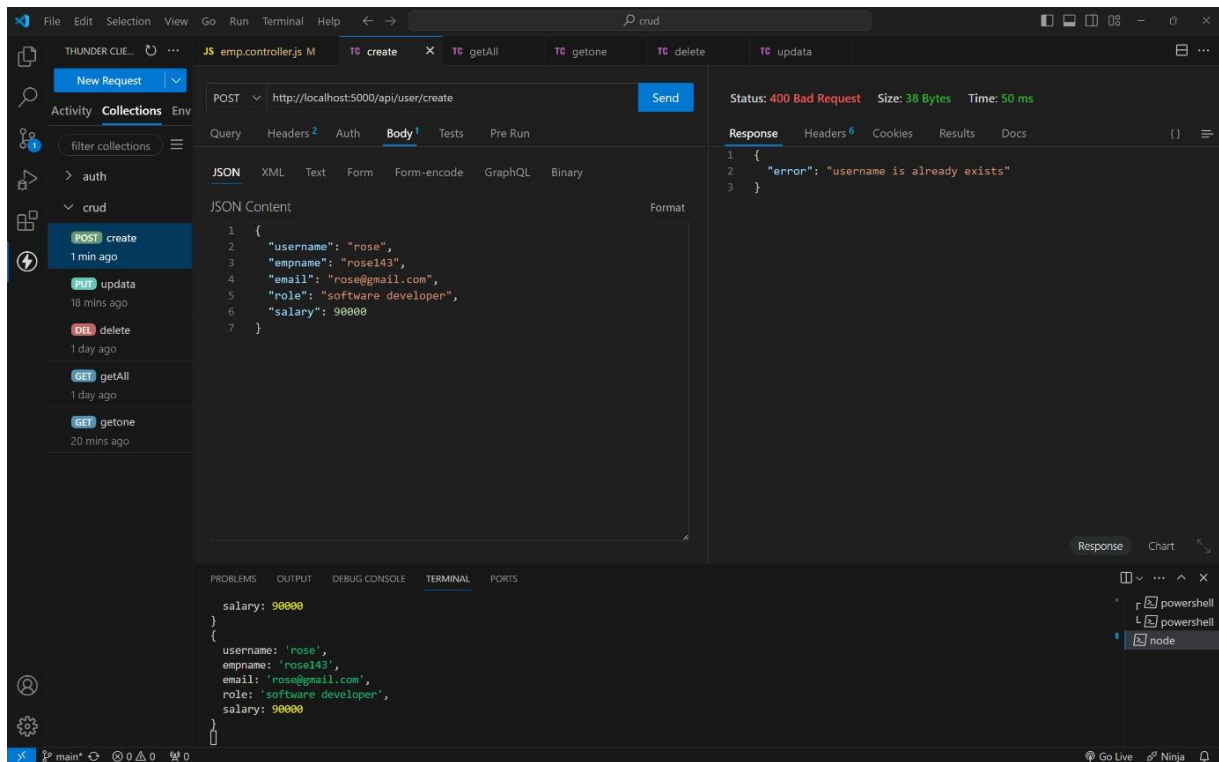 File Edit Selection View Go Run Terminal Help crud
THUNDER CLIE... JS emp.controller.js M TC create TC getAll TC getone TC delete TC updata
New Request
Activity Collections Env
filter collections
auth
crud
POST create
1 min ago
PUT updata
18 mins ago
DEL delete
1 day ago
GET getAll
1 day ago
GET getone
20 mins ago
POST http://localhost:5000/api/user/create Send
Query Headers 2 Auth Body 1 Tests Pre Run
JSON XML Text Form Form-encode GraphQL Binary
JSON Content Format
1 {
2 "username": "rose",
3 "empname": "rose143",
4 "email": "rose@gmail.com",
5 "role": "software developer",
6 "salary": 90000
7 }
Status: 400 Bad Request Size: 38 Bytes Time: 50 ms
Response Headers 6 Cookies Results Docs {}
1 {
2 "error": "username is already exists"
3 }
Response Chart
PROBLEMS OUTPUT DEBUG CONSOLE TERMINAL PORTS
salary: 90000
}
{
username: 'rose',
empname: 'rose143',
email: 'rose@gmail.com',
role: 'software developer',
salary: 90000
}
powershell
powershell
node
main* 0 0 0 Go Live Ninja